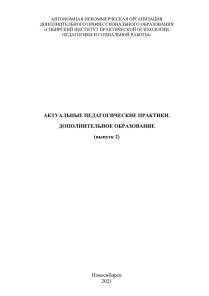 АВТОНОМНАЯ НЕКОММЕРЧЕСКАЯ ОРГАНИЗАЦИЯ
ДОПОЛНИТЕЛЬНОГО ПРОФЕССИОНАЛЬНОГО ОБРАЗОВАНИЯ
«СИБИРСКИЙ ИНСТИТУТ ПРАКТИЧЕСКОЙ ПСИХОЛОГИИ,
ПЕДАГОГИКИ И СОЦИАЛЬНОЙ РАБОТЫ»
АКТУАЛЬНЫЕ ПЕДАГОГИЧЕСКИЕ ПРАКТИКИ.
ДОПОЛНИТЕЛЬНОЕ ОБРАЗОВАНИЕ
(выпуск 2)
Новосибирск
2021